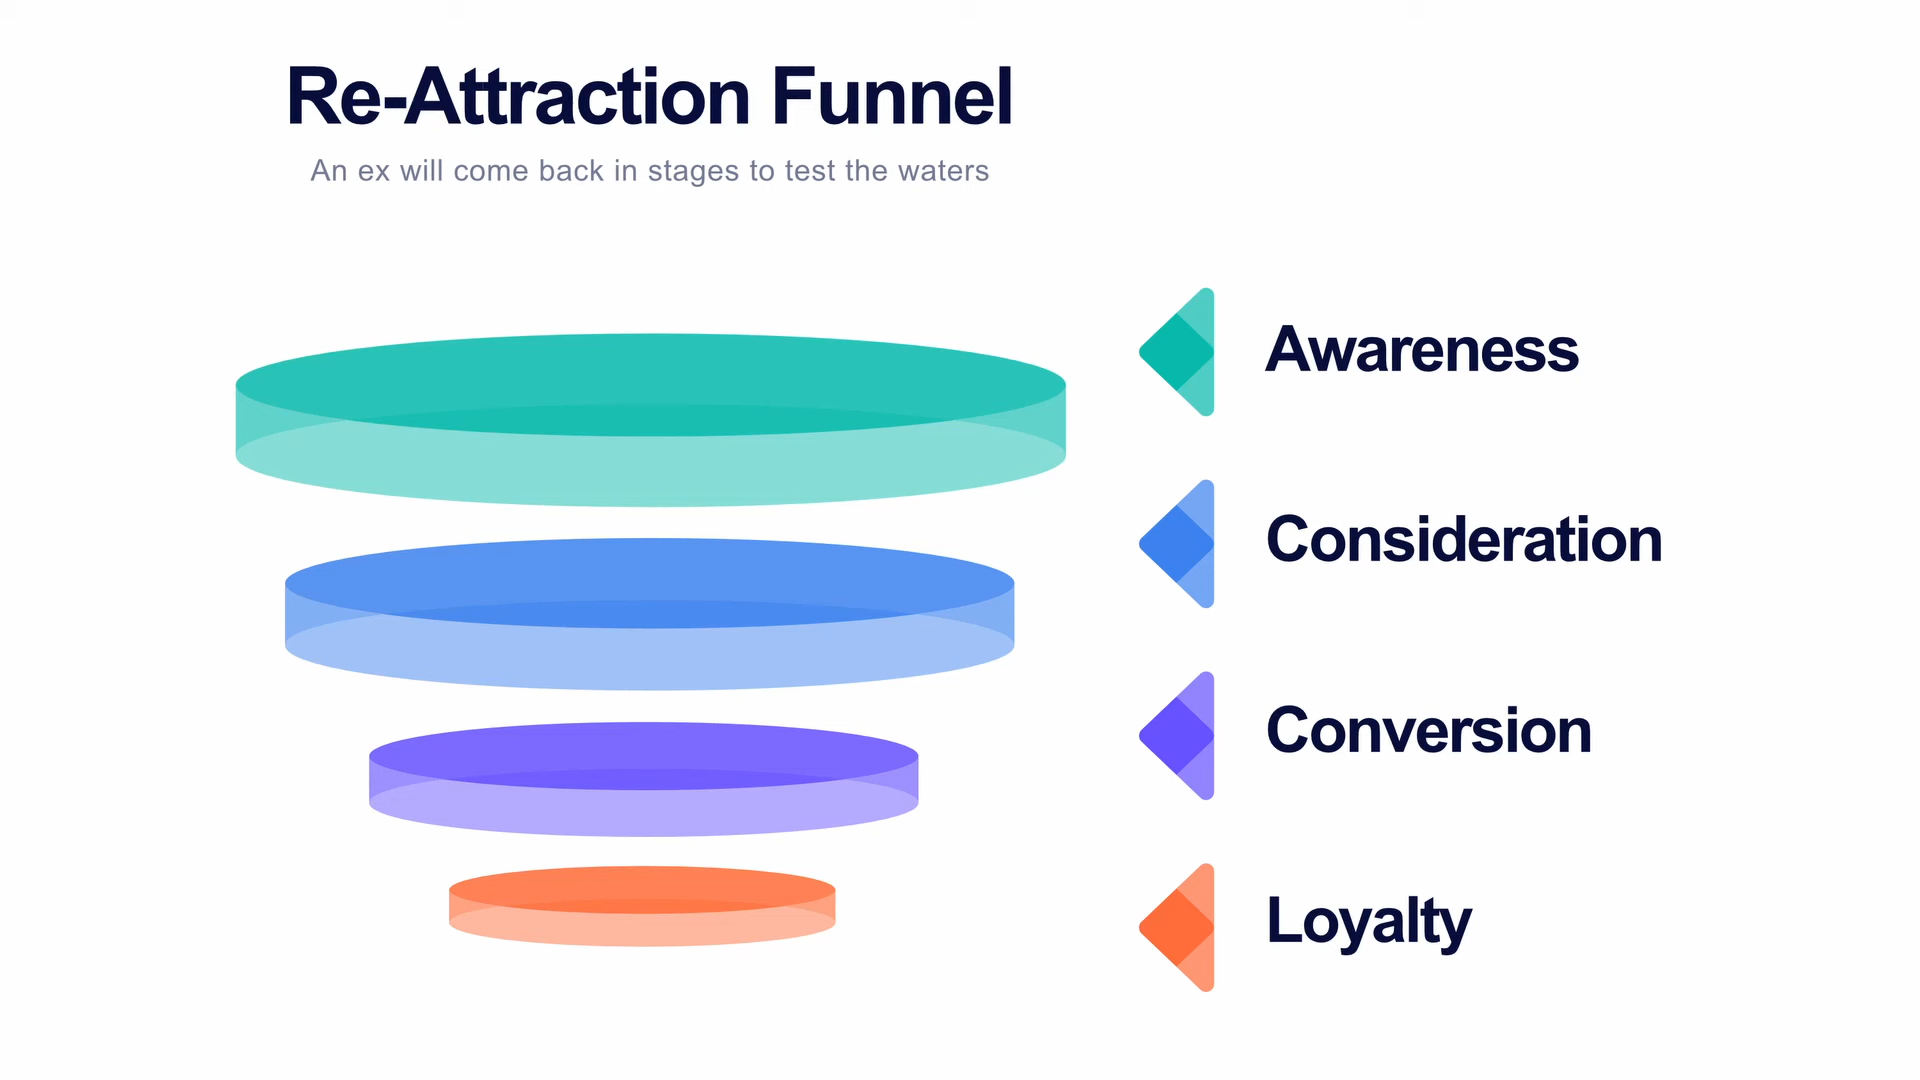 Re-Attraction Funnel
An ex will come back in stages to test the waters
Awareness
Consideration
Conversion
Loyalty